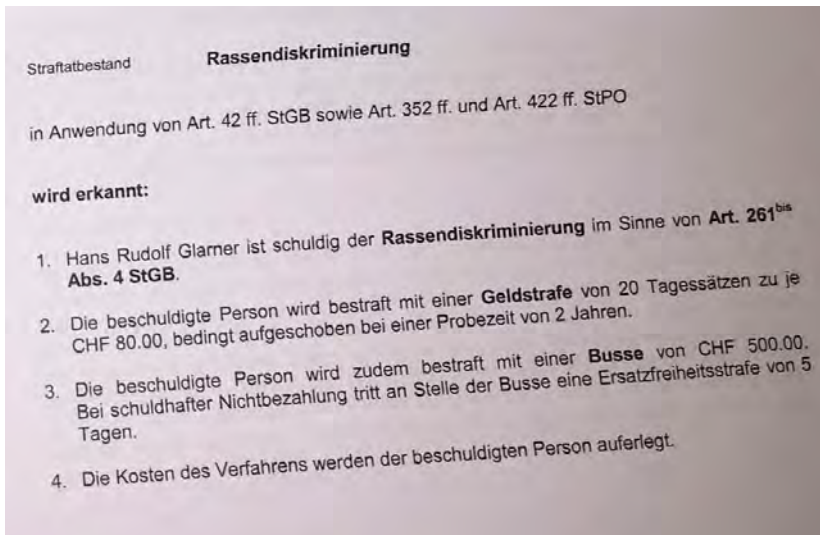 Straftatbestand Rassendiskriminierung
in Anwendung von Art. 42 ff. StGB sowie Art. 352 ff. und Art. 422 ff. StPO
wird erkannt:
1. Hans Rudolf Glarner ist schuldig der Rassendiskriminierung im Sinne von Art. 261bis
Abs. 4 StGB.
2. Die beschuldigte Person wird bestraft mit einer Geldstrafe von 20 Tagessätzen zu je
CHF 80.00, bedingt aufgeschoben bei einer Probezeit von 2 Jahren.
3. Die beschuldigte Person wird zudem bestraft mit einer Busse von CHF 500.00.
Bei schuldhafter Nichtbezahlung tritt an Stelle der Busse eine Ersatzfreiheitsstrafe von 5
Tagen.
4. Die Kosten des Verfahrens werden der beschuldigten Person auferlegt.